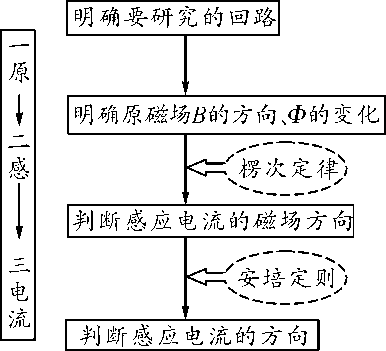 明确要研究的回路
明确原磁场B的方向、Φ的变化
楞次定律
判断感应电流的磁场方向
安培定则
判断感应电流的方向
一原
二感
三电流